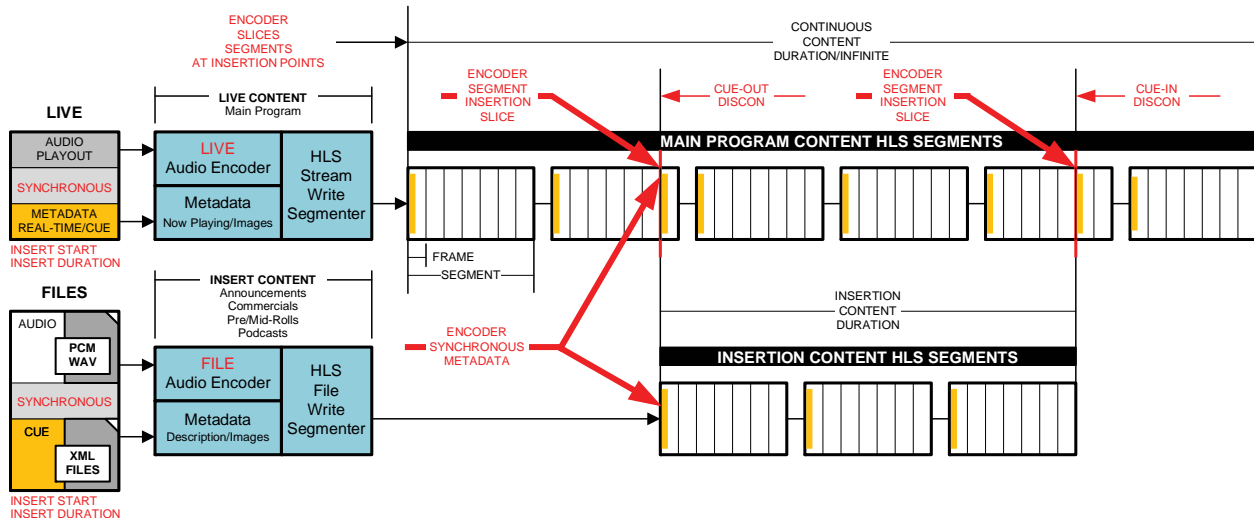 ENCODER
SLICES
SEGMENTS
AT INSERTION POINTS
CONTINUOUS
CONTENT
DURATION/INFINITE
LIVE CONTENT
Main Program
ENCODER
SEGMENT
INSERTION
SLICE
CUE-OUT
DISCON
ENCODER
SEGMENT
INSERTION
SLICE
CUE-IN
DISCON
LIVE
AUDIO
PLAYOUT
SYNCHRONOUS
METADATA
REAL-TIME/CUE
INSERT START
INSERT DURATION
LIVE
Audio Encoder
Metadata
Now Playing/Images
HLS
Stream
Write
Segmenter
MAIN PROGRAM CONTENT HLS SEGMENTS
FRAME
SEGMENT
FILES
INSERT CONTENT
Announcements
Commercials
Pre/Mid-Rolls
Podcasts
ENCODER
SYNCHRONOUS
METADATA
INSERTION
CONTENT
DURATION
AUDIO
PCM
WAV
SYNCHRONOUS
CUE
XML
FILES
INSERT START
INSERT DURATION
FILE
Audio Encoder
Metadata
Description/Images
HLS
File
Write
Segmenter
INSERTION CONTENT HLS SEGMENTS